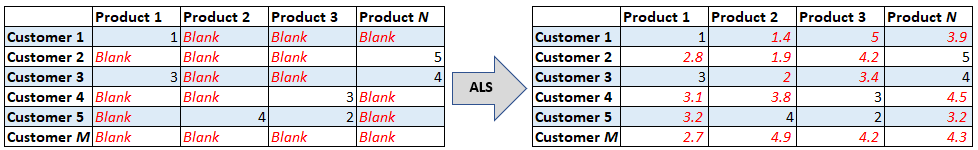 Product 1 Product 2 Product 3 Product N
Customer 1 1 Blank Blank Blank
Customer 2 Blank Blank Blank 5
Customer 3 3 Blank Blank 4
Customer 4 Blank Blank 3 Blank
Customer 5 Blank 4 2 Blank
Customer M Blank Blank Blank Blank
ALS
Product 1 Product 2 Product 3 Product N
Customer 1 1 1.4 5 3.9
Customer 2 2.8 1.9 4.2 5
Customer 3 3 2 3.4 4
Customer 4 3.1 3.8 3 4.5
Customer 5 3.2 4 2 3.2
Customer M 2.7 4.9 4.2 4.3